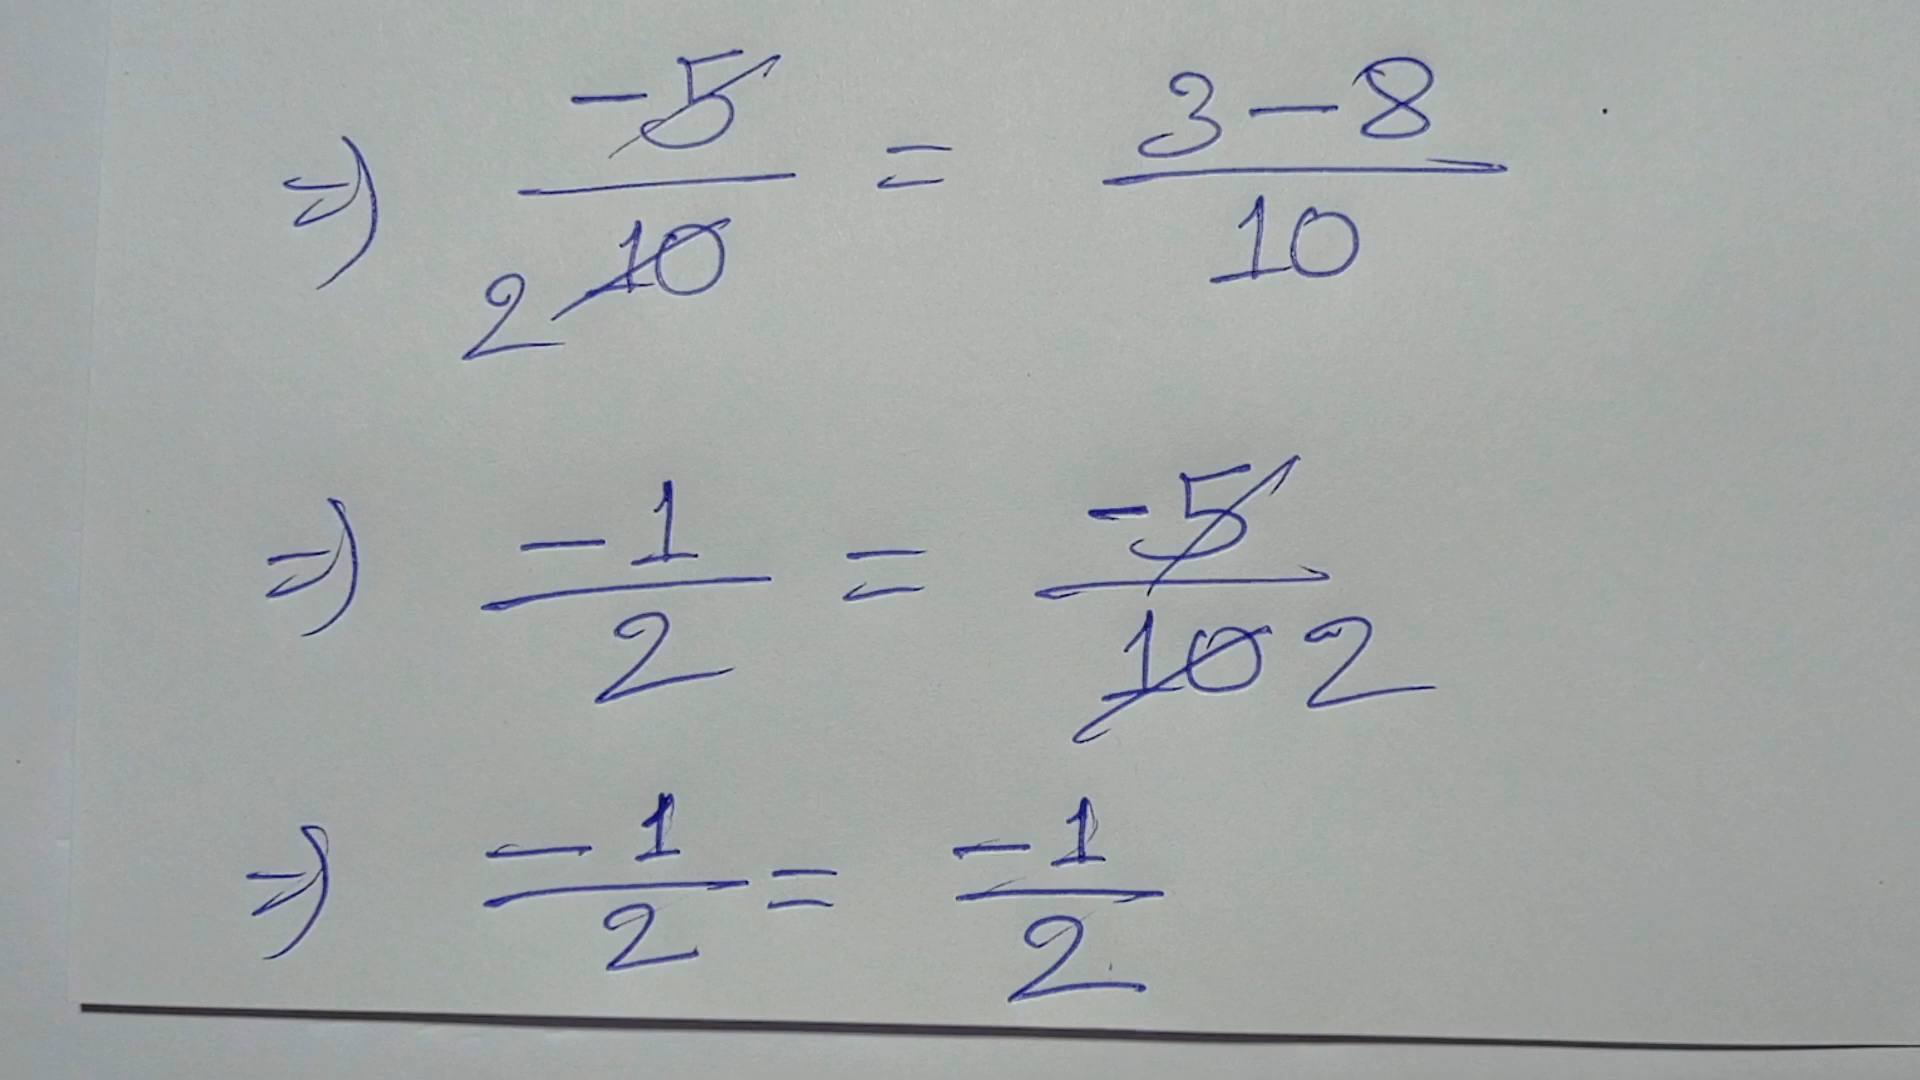 ⇒) -5/10 2 = 3-8/10
⇒) -1/2 = -5/10 2
⇒) -1/2 = -1/2